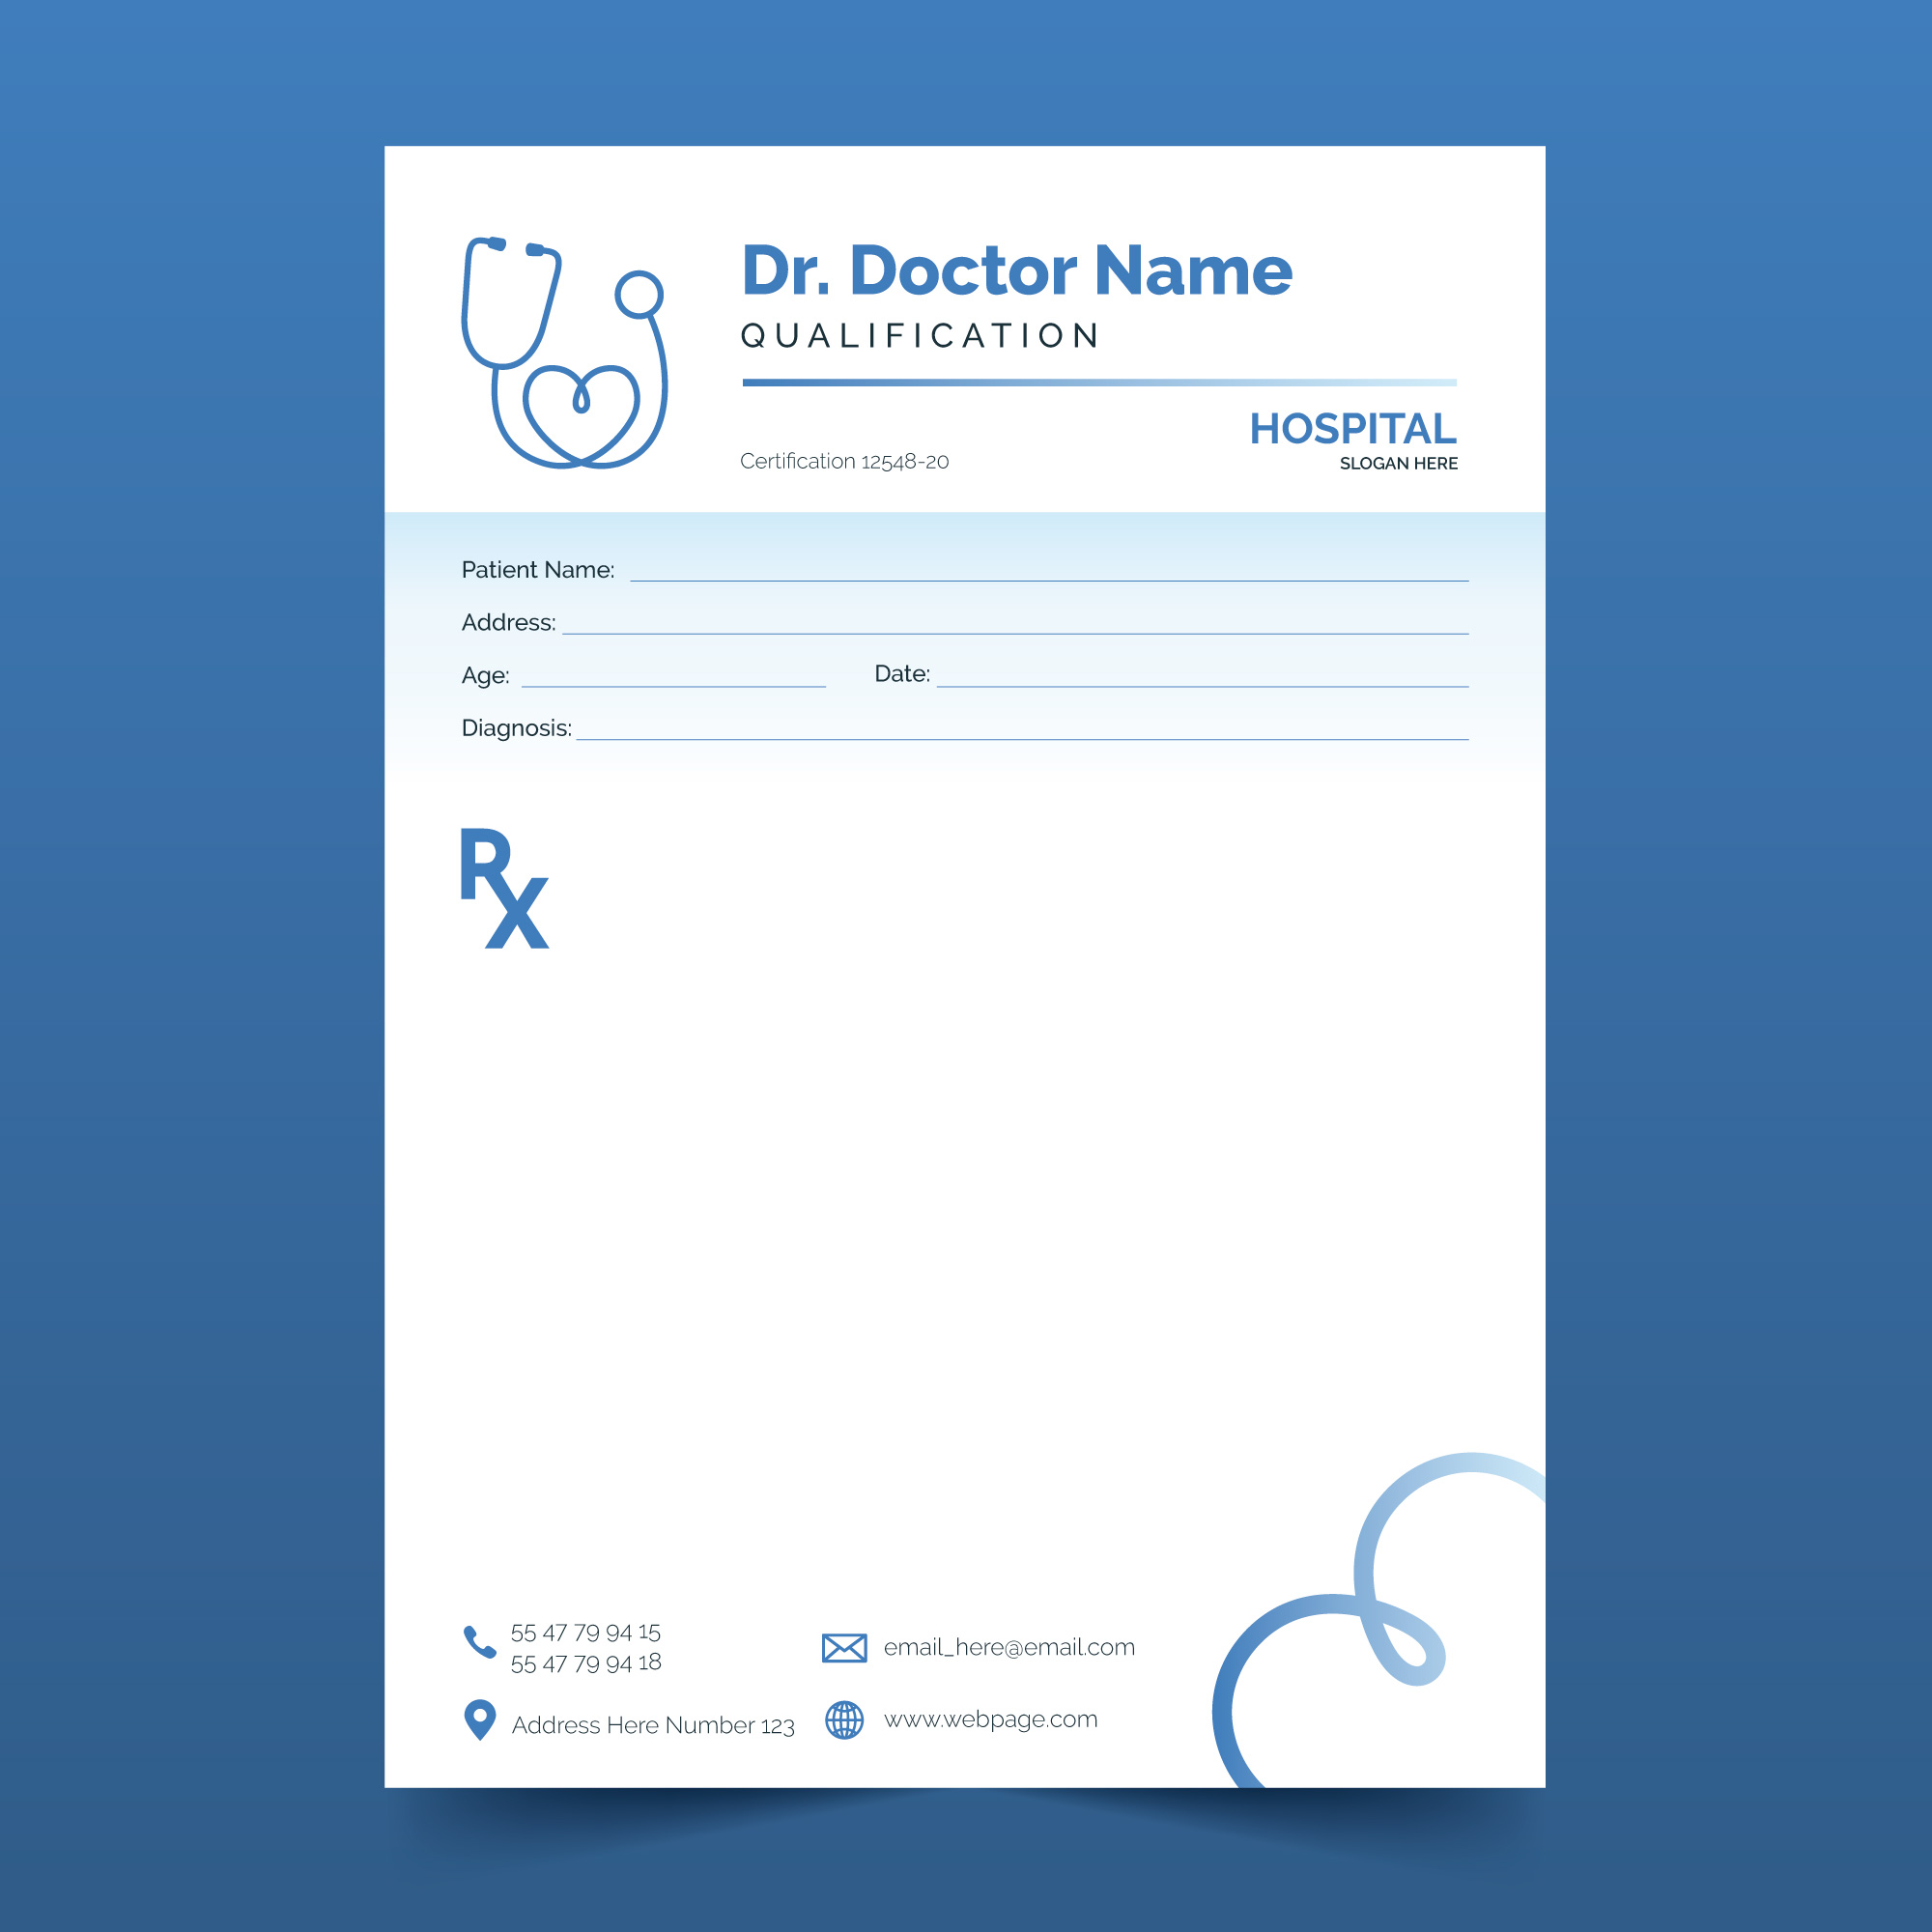 Dr. Doctor Name
QUALIFICATION
HOSPITAL
SLOGAN HERE
Certification 12548-20
Patient Name:
Address:
Age: Date:
Diagnosis:
Rx
55 47 79 94 15
55 47 79 94 18
email_here@email.com
Address Here Number 123
www.webpage.com